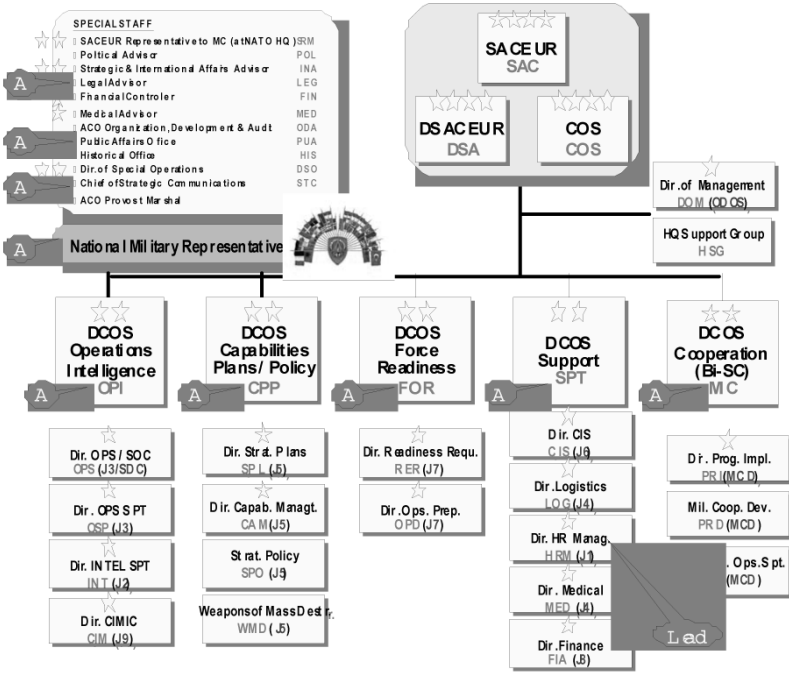 SPECIAL STAFF
SACEUR Representative to MC (at NATO HQ) SRM
Political Advisor POL
Strategic & International Affairs Advisor INA
Legal Advisor LEG
Financial Controler FIN
Medical Advisor MED
ACO Organization, Development & Audit ODA
Public Affairs Office PUA
Historical Office HIS
Dir. of Special Operations DSO
Chief of Strategic Communications STC
ACO Provost Marshal
A
A
A
A
National Military Representative
SACEUR
SAC
DSACEUR
DSA
COS
COS
Dir. of Management
DOM (DDOS)
HQ Support Group
HSG
DCOS
Operations
Intelligence
OPI
A
DCOS
Capabilities
Plans / Policy
CPP
A
DCOS
Force
Readiness
FOR
A
DCOS
Support
SPT
A
DCOS
Cooperation
(Bi-SC)
MC
A
Dir. OPS / SOC
OPS (J3/SDC)
Dir. OPS SPT
OSP (J3)
Dir. INTEL SPT
INT (J2)
Dir. CIMIC
CIM (J9)
Dir. Strat. Plans
SPL (J5)
Dir. Capab. Managt.
CAM (J5)
Strat. Policy
SPO (J5)
Weapons of Mass Destr.
WMD (J5)
Dir. Readiness Requ.
RER (J7)
Dir. Ops. Prep.
OPD (J7)
Dir. CIS
CIS (J6)
Dir. Logistics
LOG (J4)
Dir. HR Manag.
HRM (J1)
Dir. Medical
MED (J4)
Dir. Finance
FIA (J8)
Dir. Prog. Impl.
PRI (MCD)
Mil. Coop. Dev.
PRD (MCD)
. Ops. Spt.
(MCD)
Lead